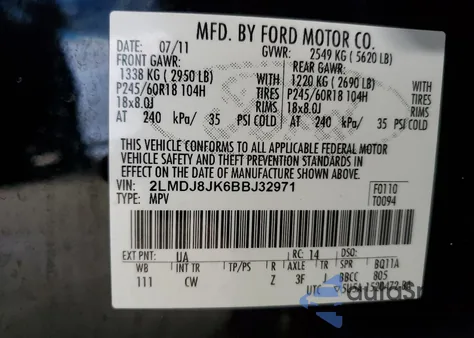 MFD. BY FORD MOTOR CO.
DATE: 07/11 GVWR: 2549 KG ( 5620 LB)
FRONT GAWR: REAR GAWR:
1338 KG ( 2950 LB) WITH 1220 KG ( 2690 LB) WITH
P245/60R18 104H TIRES P245/60R18 104H TIRES
18x8.0J RIMS 18x8.0J RIMS
AT 240 kPa/ 35 PSI COLD AT 240 kPa/ 35 PSI COLD
THIS VEHICLE CONFORMS TO ALL APPLICABLE FEDERAL MOTOR
VEHICLE SAFETY AND BUMPER STANDARDS AND THEFT PREVENTION
STANDARDS IN EFFECT ON THE DATE OF MANUFACTURE SHOWN ABOVE.
VIN: 2LMDJ8JK6BBJ32971 F0110
TYPE: MPV T0094
EXT PNT: UA RC: 14 DSO:
WB INT TR TP/PS R AXLE TR SPR BQ11A
111 CW Z 3F BBCC 805
UTC